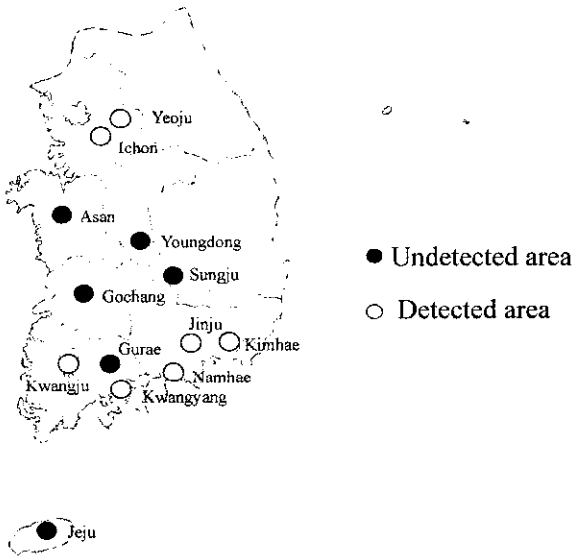 Yeoju
Ichon
Asan
Youngdong
Sungju
Gochang
Undetected area
Detected area
Jinju
Kimhae
Gurae
Kwangju
Namhae
Kwangyang
Jeju